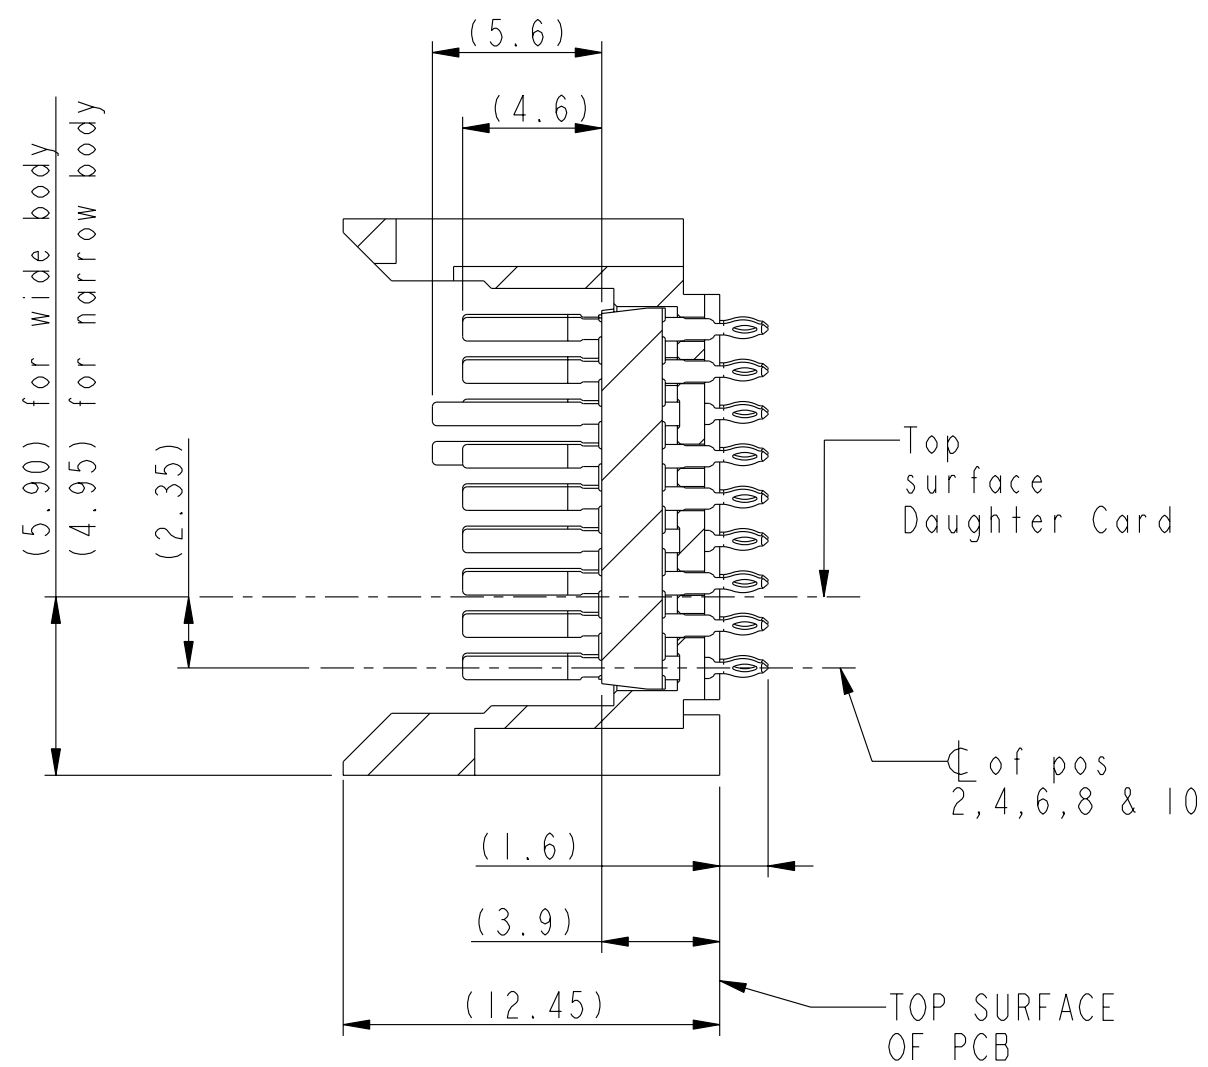 (5.6)
(4.6)
(5.90) for wide body
(4.95) for narrow body
(2.35)
Top
surface
Daughter Card
℄ of pos
2,4,6,8 & 10
(1.6)
(3.9)
(12.45)
TOP SURFACE
OF PCB